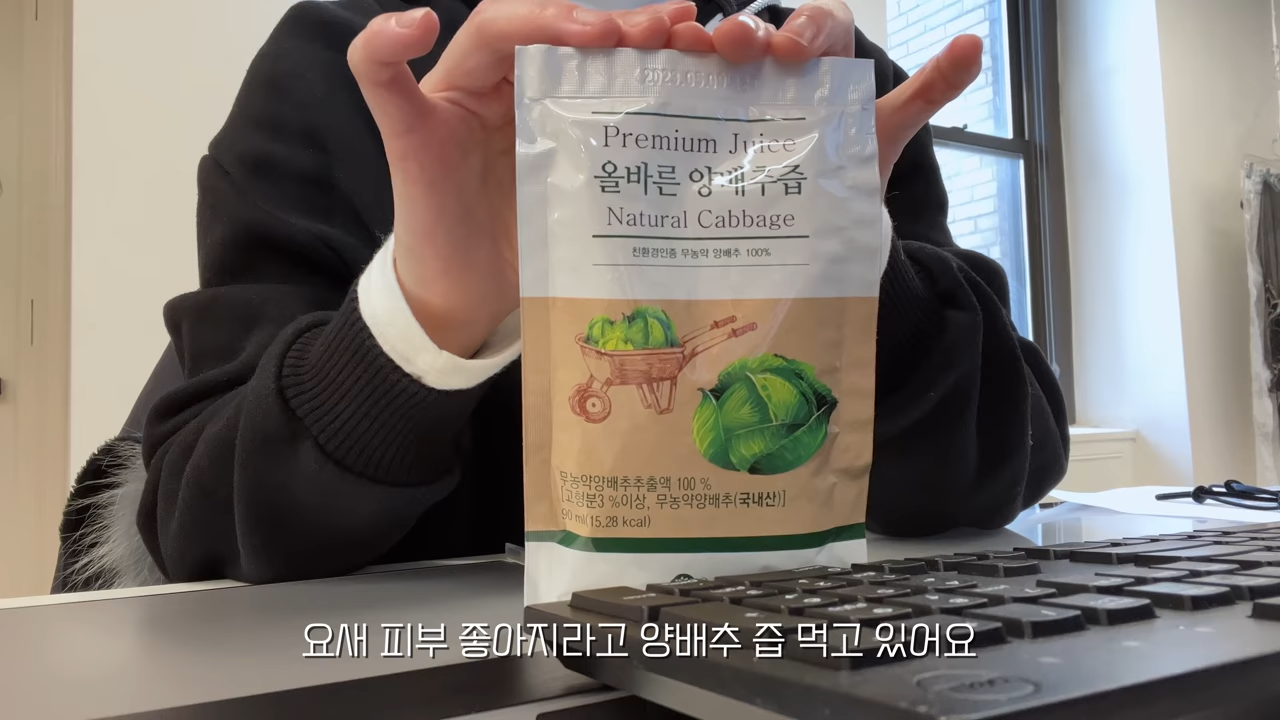 Premium Juice
올바른 양배추즙
Natural Cabbage
친환경인증 무농약 양배추 100%
무농약양배추추출액 100 %
[고형분3 %이상, 무농약양배추(국내산)]
90 ml(15.28 kcal)
요새 피부 좋아지라고 양배추 즙 먹고 있어요